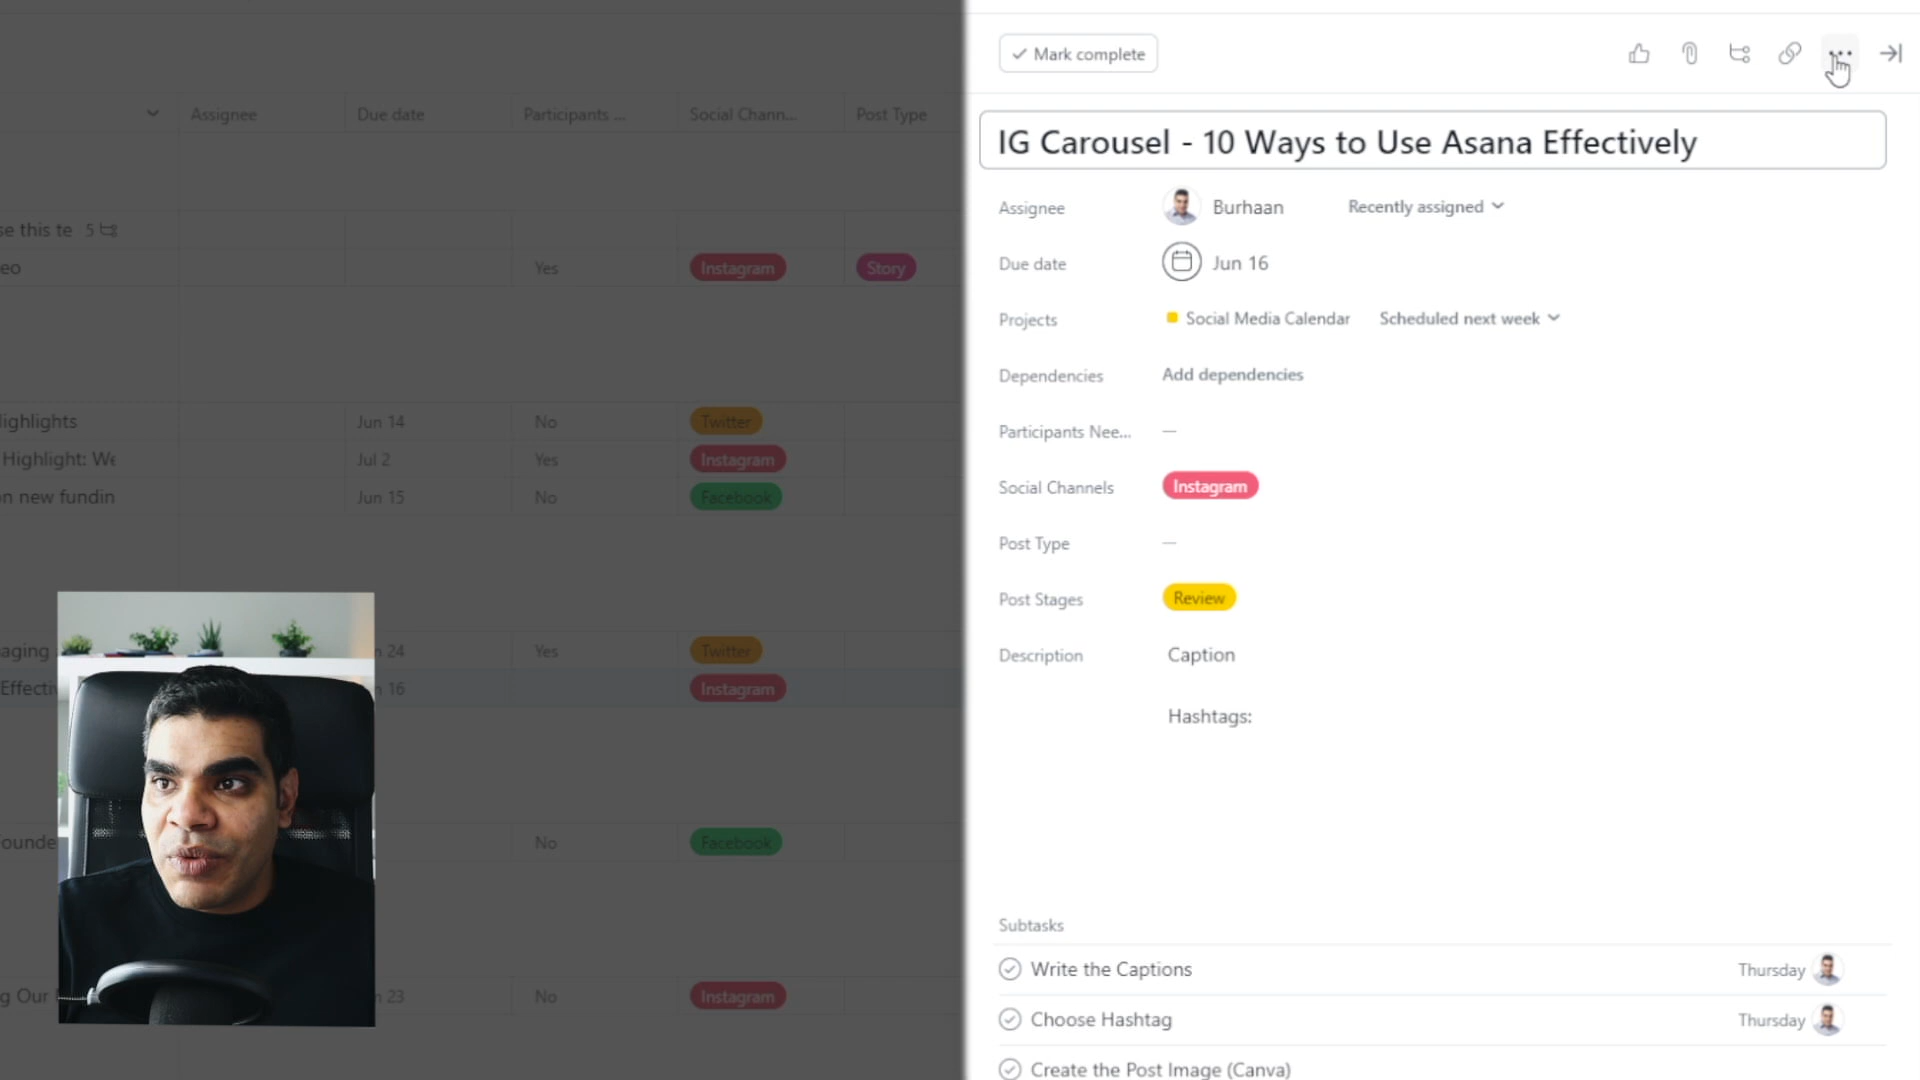 Mark complete
Assignee Due date Participants ... Social Chann... Post Type
IG Carousel - 10 Ways to Use Asana Effectively
Assignee Burhaan Recently assigned
Due date Jun 16
Projects Social Media Calendar Scheduled next week
Dependencies Add dependencies
Participants Nee... —
Social Channels Instagram
Post Type —
Post Stages Review
Description Caption
Hashtags:
Subtasks
Write the Captions Thursday
Choose Hashtag Thursday
Create the Post Image (Canva)
se this te 5
eo Yes Instagram Story
Highlights Jun 14 No Twitter
Highlight: We Jul 2 Yes Instagram
on new fundin Jun 15 No Facebook
aging 24 Yes Twitter
Effectiv 16 Instagram
ounde No Facebook
g Our 23 No Instagram